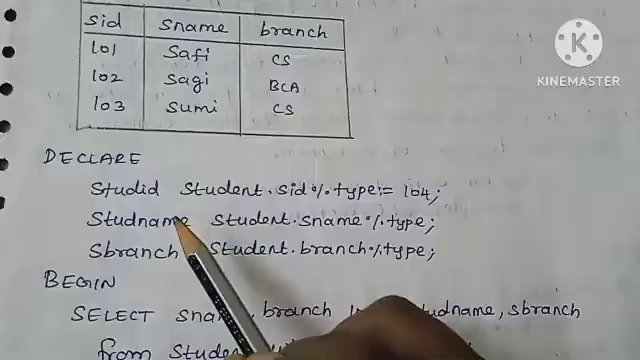 sid sname branch
101 Safi CS
102 Sagi BCA
103 Sumi CS
KINEMASTER
DECLARE
Studid Student.sid%type:= 104;
Studname Student.sname%type;
Sbranch Student.branch%type;
BEGIN
SELECT branch sbranch
from